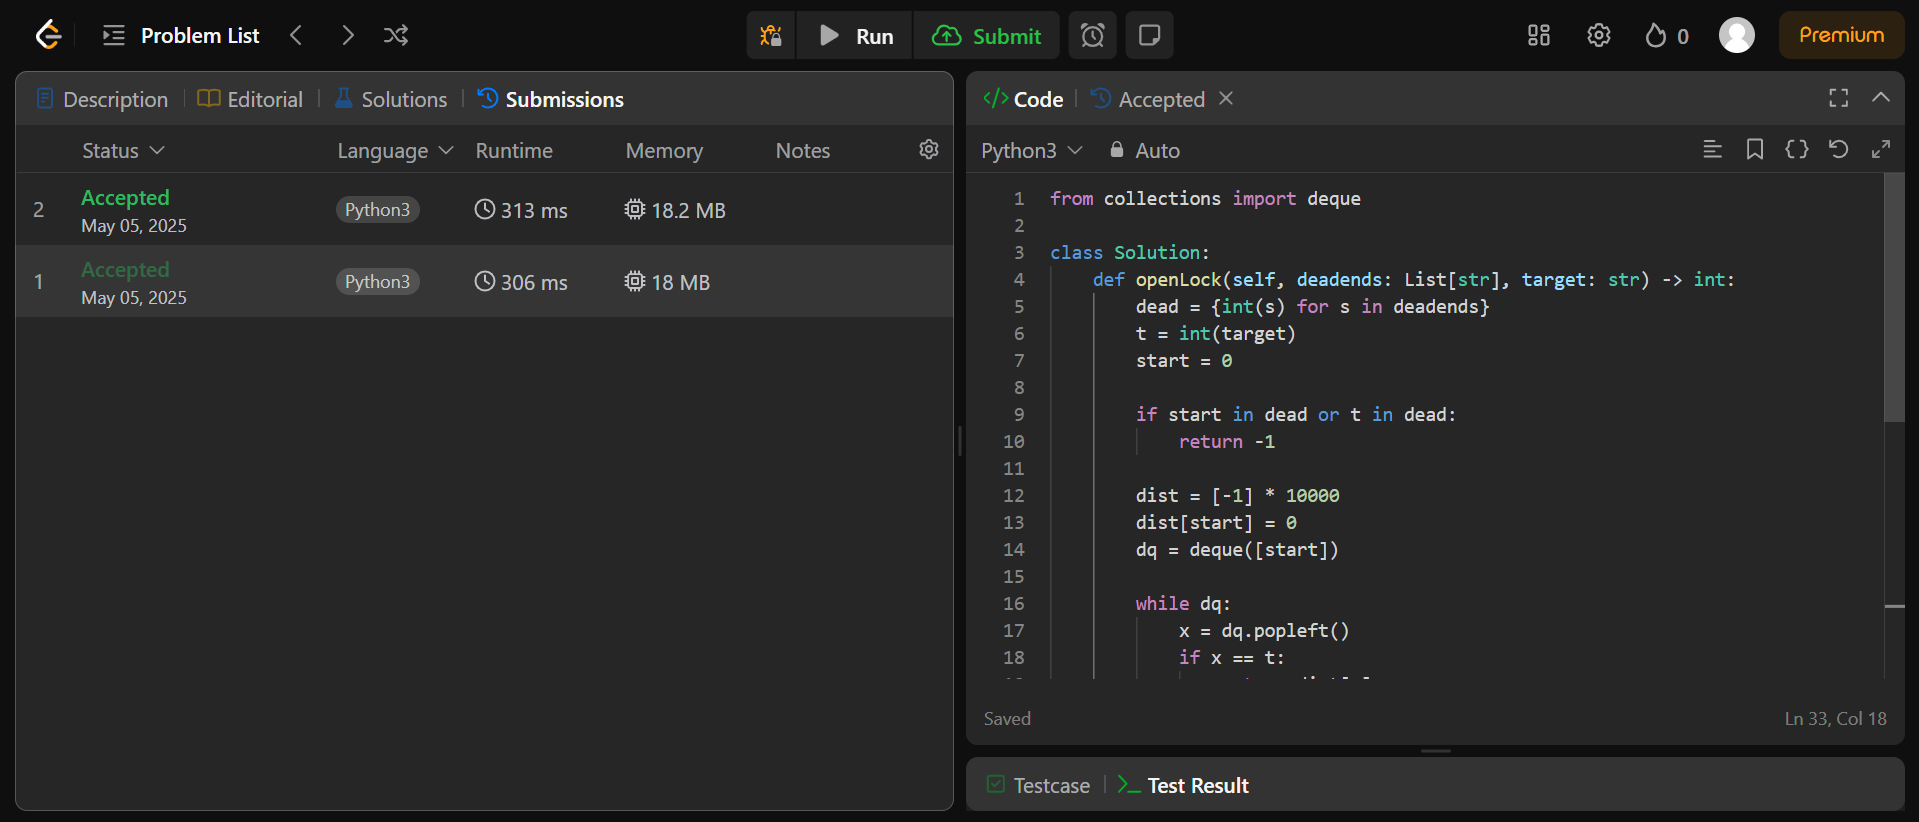 Problem List
Run
Submit
0
Premium
Description
Editorial
Solutions
Submissions
Status
Language
Runtime
Memory
Notes
2
Accepted
May 05, 2025
Python3
313 ms
18.2 MB
1
Accepted
May 05, 2025
Python3
306 ms
18 MB
Code
Accepted
Python3
Auto
1 from collections import deque
2
3 class Solution:
4     def openLock(self, deadends: List[str], target: str) -> int:
5         dead = {int(s) for s in deadends}
6         t = int(target)
7         start = 0
8
9         if start in dead or t in dead:
10             return -1
11
12         dist = [-1] * 10000
13         dist[start] = 0
14         dq = deque([start])
15
16         while dq:
17             x = dq.popleft()
18             if x == t:
Saved
Ln 33, Col 18
Testcase
Test Result